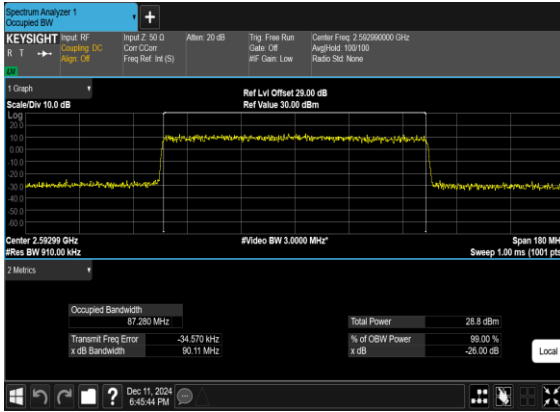 Spectrum Analyzer 1
Occupied BW
+
KEYSIGHT
R T
Input: RF
Coupling: DC
Align: Off
Input Z: 50 Ω
Corr CCorr
Freq Ref: Int (S)
Atten: 20 dB
Trig: Free Run
Gate: Off
#IF Gain: Low
Center Freq: 2.592990000 GHz
Avg|Hold: 100/100
Radio Std: None
1 Graph
Scale/Div 10.0 dB
Ref Lvl Offset 29.00 dB
Ref Value 30.00 dBm
Log
20.0
10.0
0.00
-10.0
-20.0
-30.0
-40.0
-50.0
-60.0
Center 2.59299 GHz
#Res BW 910.00 kHz
#Video BW 3.0000 MHz*
Span 180 MH
Sweep 1.00 ms (1001 pts
2 Metrics
Occupied Bandwidth
87.280 MHz
Total Power 28.8 dBm
Transmit Freq Error -34.570 kHz
% of OBW Power 99.00 %
x dB Bandwidth 90.11 MHz
x dB -26.00 dB
Local
?
Dec 11, 2024
6:45:44 PM